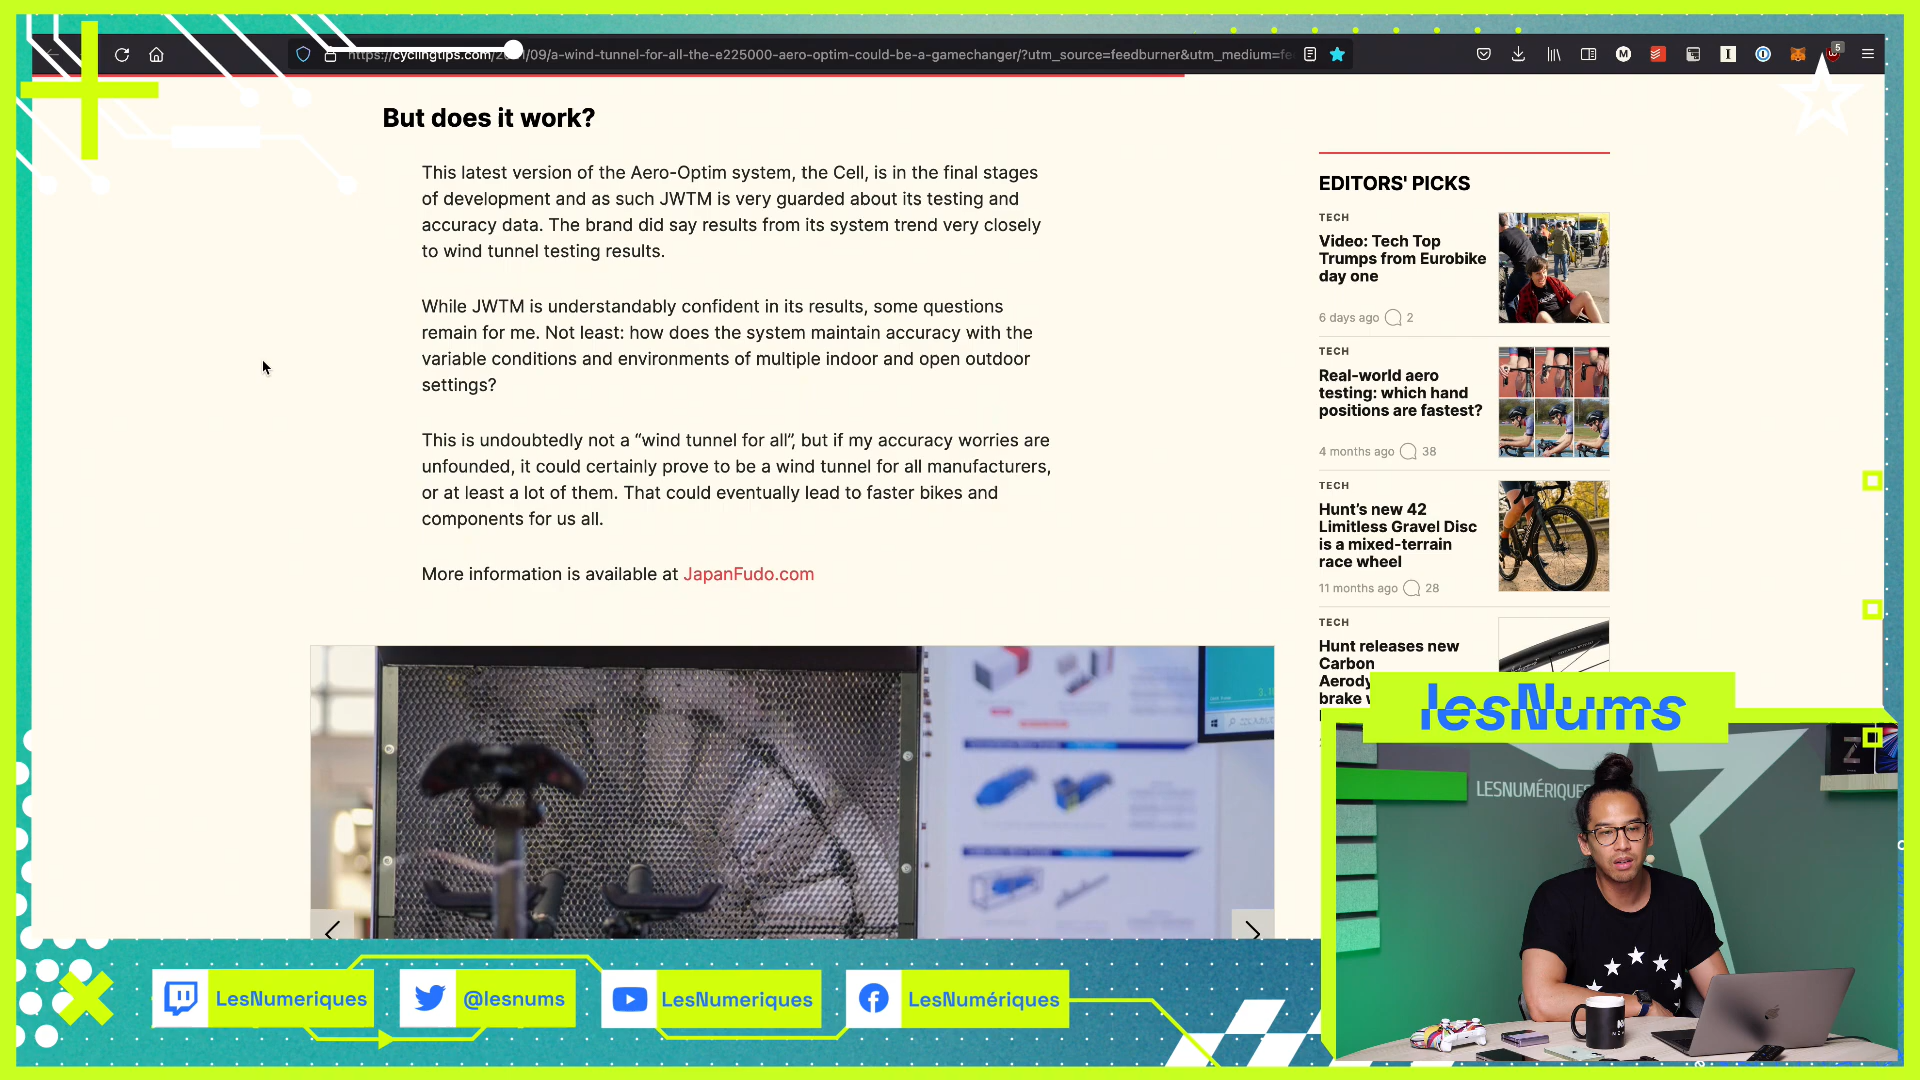 https://cyclingtips.com/2021/09/a-wind-tunnel-for-all-the-e225000-aero-optim-could-be-a-gamechanger/?utm_source=feedburner&utm_medium=fe
5
But does it work?
This latest version of the Aero-Optim system, the Cell, is in the final stages
of development and as such JWTM is very guarded about its testing and
accuracy data. The brand did say results from its system trend very closely
to wind tunnel testing results.
While JWTM is understandably confident in its results, some questions
remain for me. Not least: how does the system maintain accuracy with the
variable conditions and environments of multiple indoor and open outdoor
settings?
This is undoubtedly not a “wind tunnel for all”, but if my accuracy worries are
unfounded, it could certainly prove to be a wind tunnel for all manufacturers,
or at least a lot of them. That could eventually lead to faster bikes and
components for us all.
More information is available at JapanFudo.com
EDITORS' PICKS
TECH
Video: Tech Top
Trumps from Eurobike
day one
6 days ago 2
TECH
Real-world aero
testing: which hand
positions are fastest?
4 months ago 38
TECH
Hunt’s new 42
Limitless Gravel Disc
is a mixed-terrain
race wheel
11 months ago 28
TECH
Hunt releases new
Carbon
Aerody
brake
lesNums
LESNUMÉRIQUES
LesNumeriques
@lesnums
LesNumeriques
LesNumériques